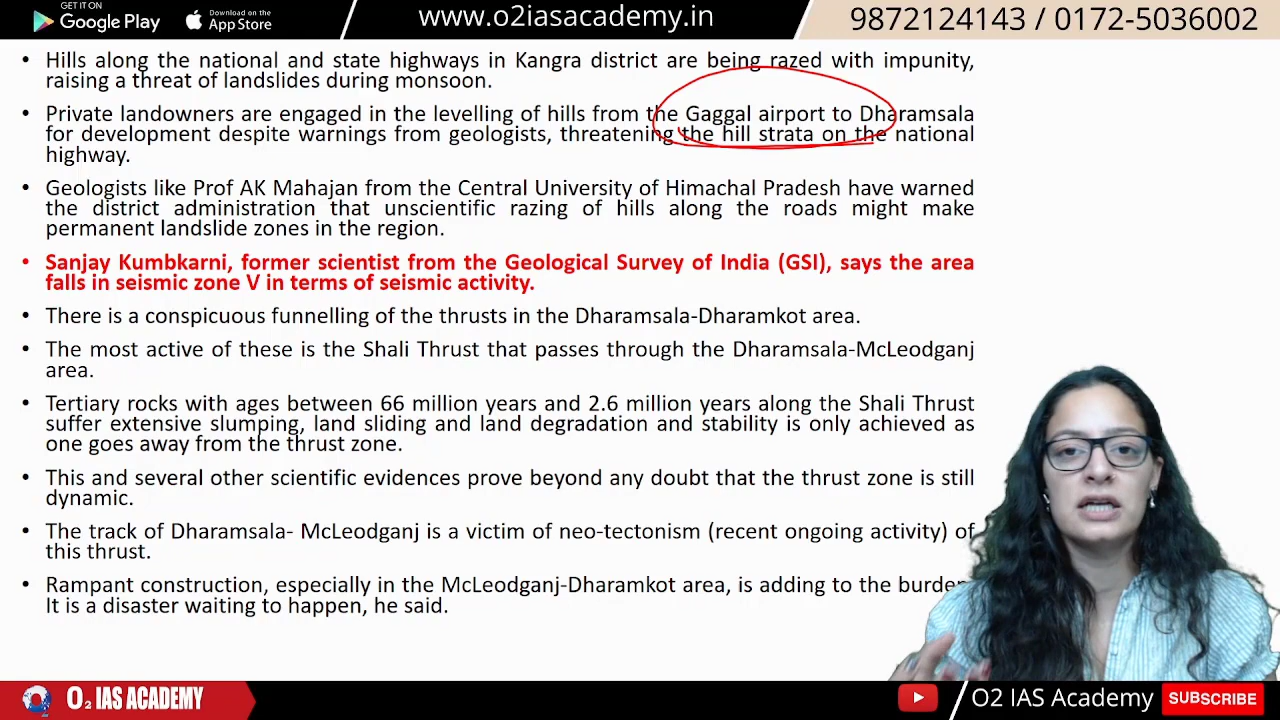 GET IT ON
Google Play
Download on the
App Store
www.o2iasacademy.in
9872124143 / 0172-5036002
• Hills along the national and state highways in Kangra district are being razed with impunity,
raising a threat of landslides during monsoon.
• Private landowners are engaged in the levelling of hills from the Gaggal airport to Dharamsala
for development despite warnings from geologists, threatening the hill strata on the national
highway.
• Geologists like Prof AK Mahajan from the Central University of Himachal Pradesh have warned
the district administration that unscientific razing of hills along the roads might make
permanent landslide zones in the region.
• Sanjay Kumbkarni, former scientist from the Geological Survey of India (GSI), says the area
falls in seismic zone V in terms of seismic activity.
• There is a conspicuous funnelling of the thrusts in the Dharamsala-Dharamkot area.
• The most active of these is the Shali Thrust that passes through the Dharamsala-McLeodganj
area.
• Tertiary rocks with ages between 66 million years and 2.6 million years along the Shali Thrust
suffer extensive slumping, land sliding and land degradation and stability is only achieved as
one goes away from the thrust zone.
• This and several other scientific evidences prove beyond any doubt that the thrust zone is still
dynamic.
• The track of Dharamsala- McLeodganj is a victim of neo-tectonism (recent ongoing activity) of
this thrust.
• Rampant construction, especially in the McLeodganj-Dharamkot area, is adding to the burden
It is a disaster waiting to happen, he said.
O2 IAS ACADEMY
O2 IAS Academy
SUBSCRIBE